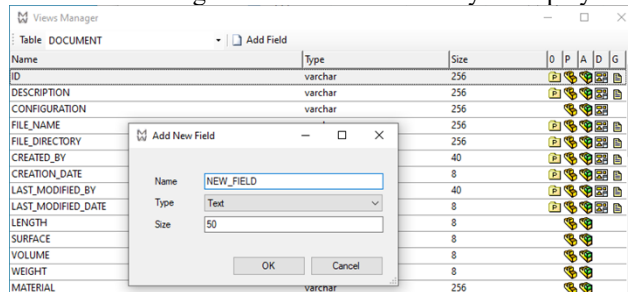 Views Manager
Table DOCUMENT Add Field
Name Type Size 0 P A D G
ID varchar 256
DESCRIPTION varchar 256
CONFIGURATION varchar 256
FILE_NAME 256
FILE_DIRECTORY 256
CREATED_BY 40
CREATION_DATE 8
LAST_MODIFIED_BY 40
LAST_MODIFIED_DATE 8
LENGTH 8
SURFACE 8
VOLUME 8
WEIGHT 8
MATERIAL varchar 256
Add New Field
Name NEW_FIELD
Type Text
Size 50
OK Cancel